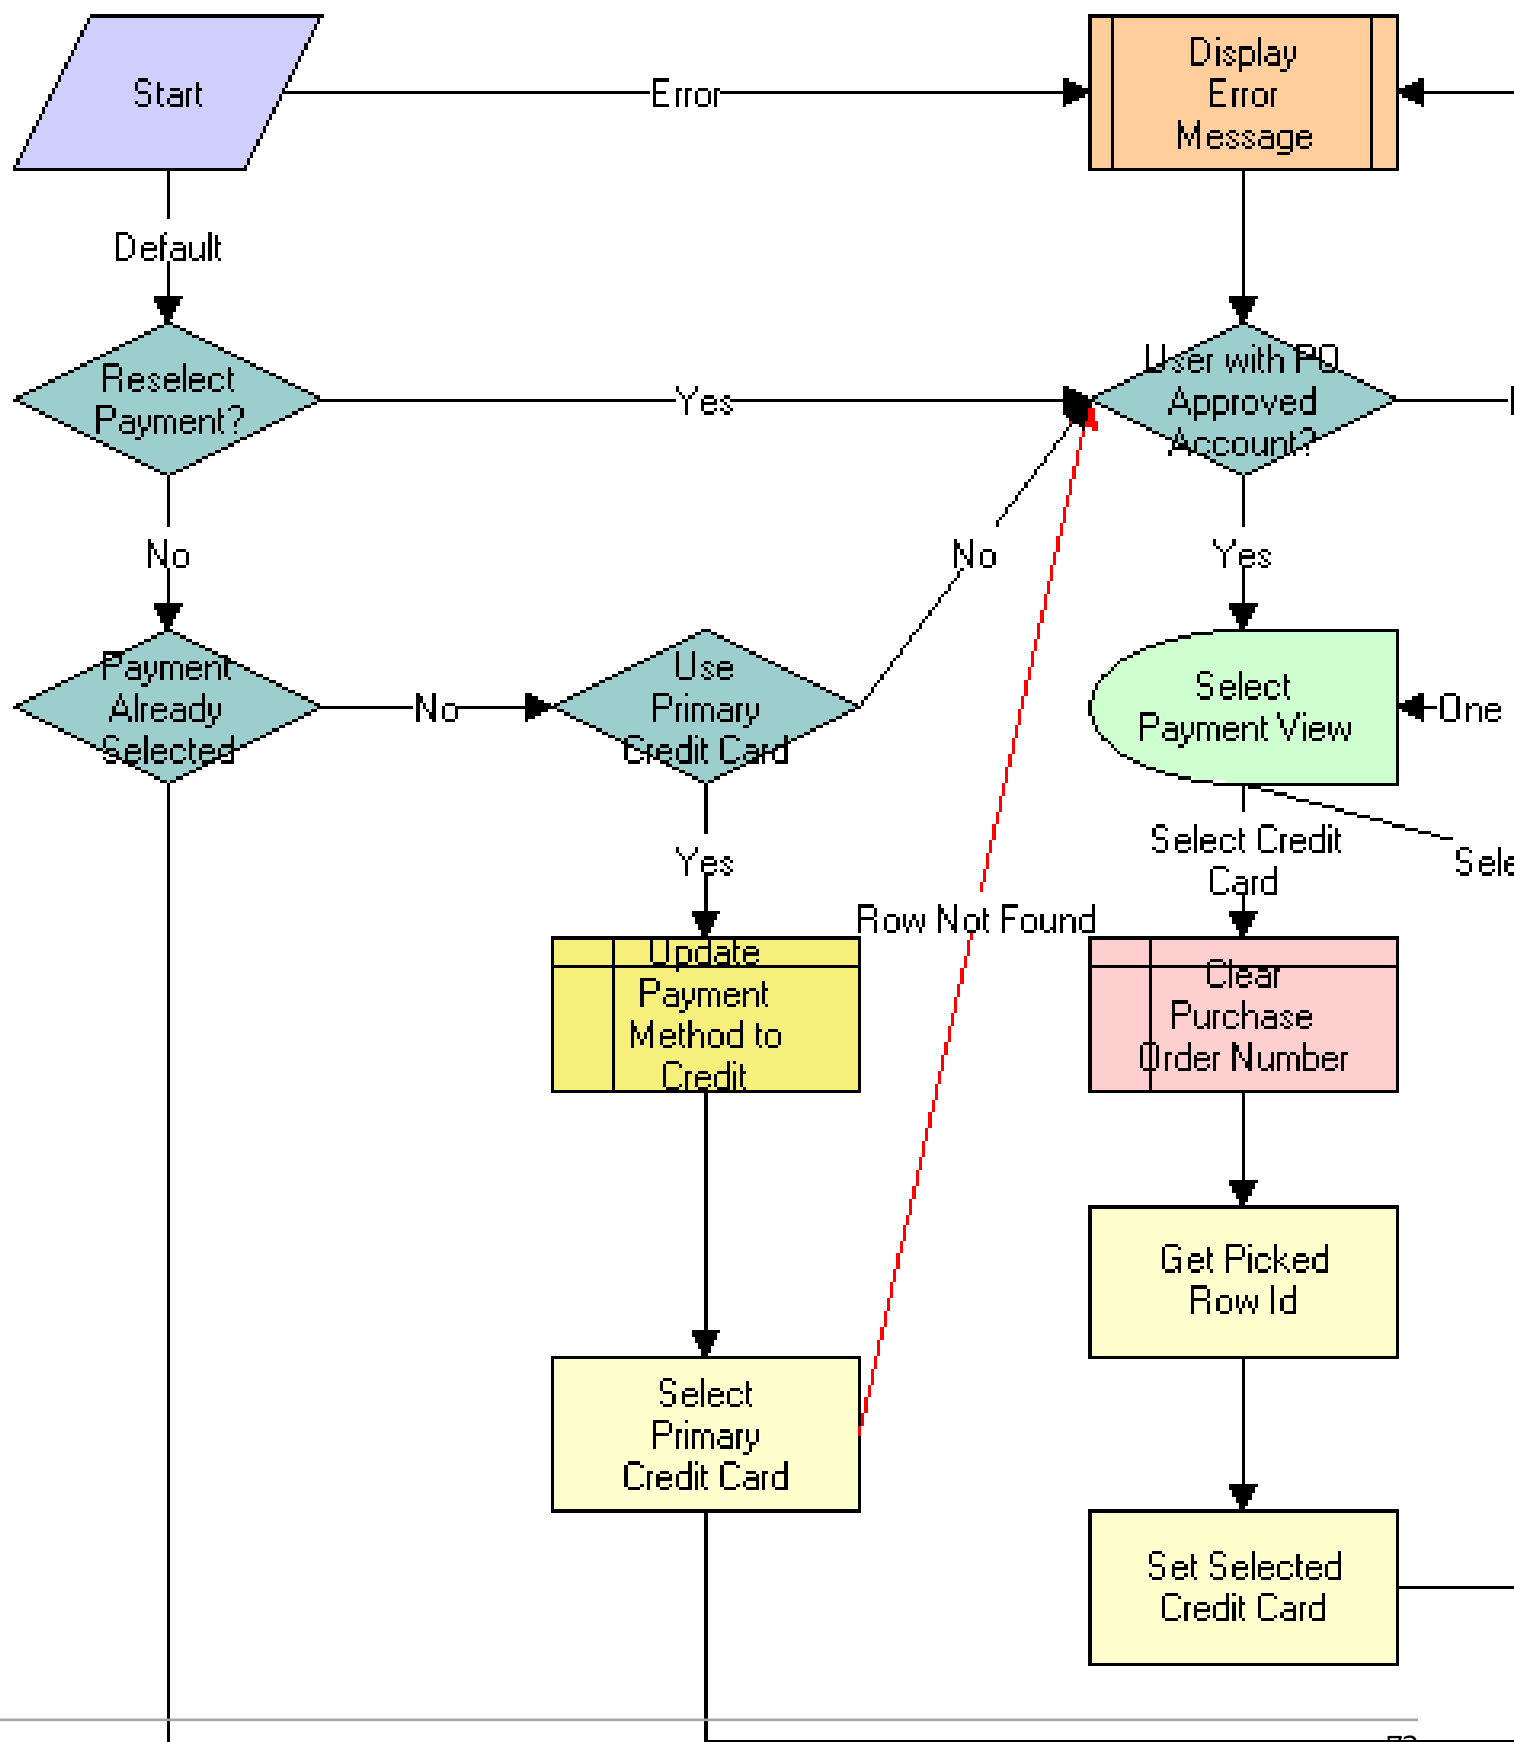 Start
Error
Display
Error
Message
Default
Reselect
Payment?
Yes
User with PO
Approved
Account?
No
No
Yes
Payment
Already
Selected
No
Use
Primary
Credit Card
Select
Payment View
One
Yes
Select Credit
Card
Sele
Row Not Found
Update
Payment
Method to
Credit
Clear
Purchase
Order Number
Get Picked
Row Id
Select
Primary
Credit Card
Set Selected
Credit Card